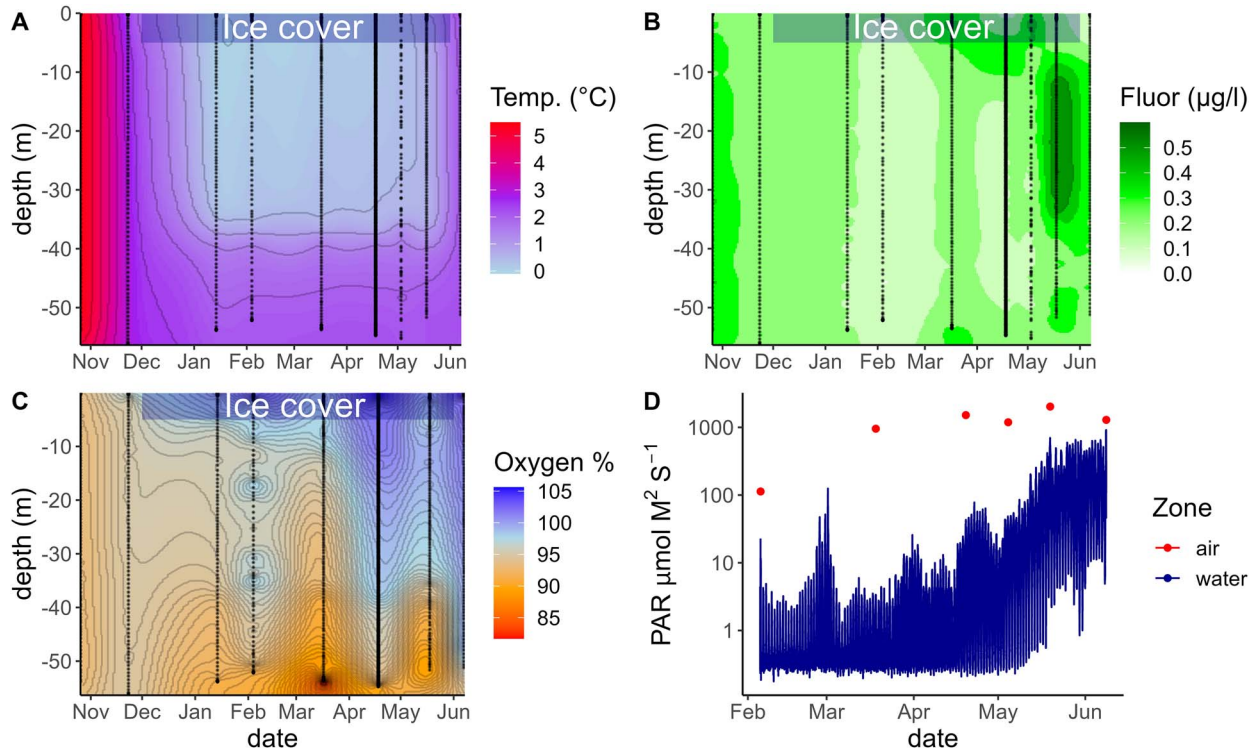 A
Ice cover
0
-10
-20
-30
-40
-50
depth (m)
Nov Dec Jan Feb Mar Apr May Jun
Temp. (°C)
5
4
3
2
1
0
B
Ice cover
0
-10
-20
-30
-40
-50
depth (m)
Nov Dec Jan Feb Mar Apr May Jun
Fluor (µg/l)
0.5
0.4
0.3
0.2
0.1
0.0
C
Ice cover
0
-10
-20
-30
-40
-50
depth (m)
Nov Dec Jan Feb Mar Apr May Jun
date
Oxygen %
105
100
95
90
85
D
1000
100
10
1
PAR µmol M² S⁻¹
Feb Mar Apr May Jun
date
Zone
air
water